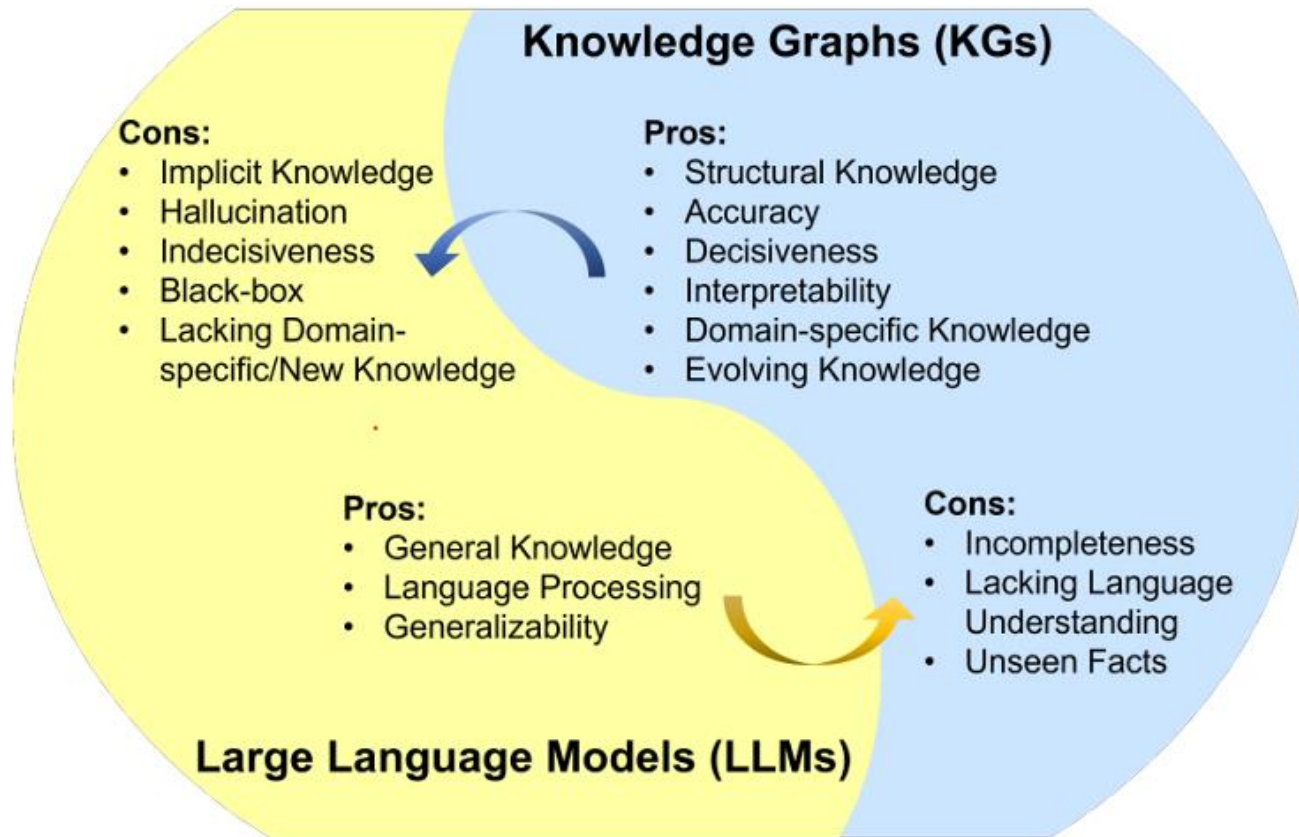 Knowledge Graphs (KGs)
Cons:
• Implicit Knowledge
• Hallucination
• Indecisiveness
• Black-box
• Lacking Domain-
specific/New Knowledge
Pros:
• Structural Knowledge
• Accuracy
• Decisiveness
• Interpretability
• Domain-specific Knowledge
• Evolving Knowledge
Pros:
• General Knowledge
• Language Processing
• Generalizability
Cons:
• Incompleteness
• Lacking Language
Understanding
• Unseen Facts
Large Language Models (LLMs)